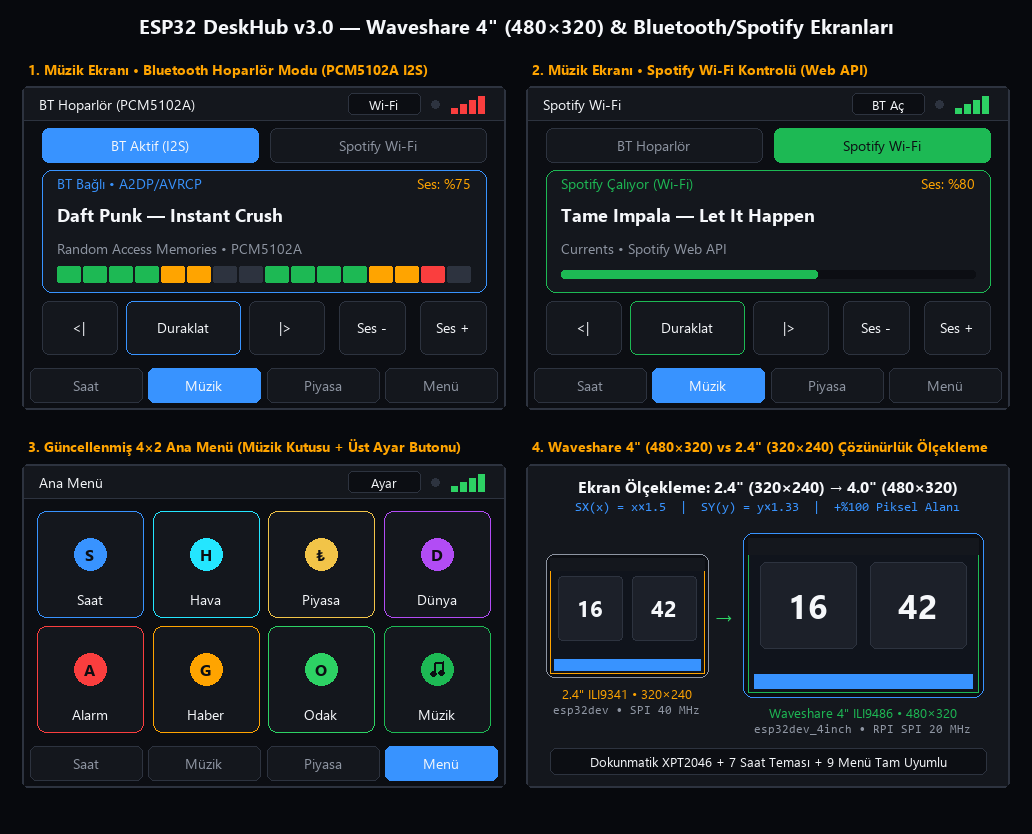 ESP32 DeskHub v3.0 — Waveshare 4" (480×320) & Bluetooth/Spotify Ekranları
1. Müzik Ekranı • Bluetooth Hoparlör Modu (PCM5102A I2S)
BT Hoparlör (PCM5102A)
Wi-Fi
BT Aktif (I2S)
Spotify Wi-Fi
BT Bağlı • A2DP/AVRCP
Ses: %75
Daft Punk — Instant Crush
Random Access Memories • PCM5102A
<|
Duraklat
|>
Ses -
Ses +
Saat
Müzik
Piyasa
Menü
2. Müzik Ekranı • Spotify Wi-Fi Kontrolü (Web API)
Spotify Wi-Fi
BT Aç
BT Hoparlör
Spotify Wi-Fi
Spotify Çalıyor (Wi-Fi)
Ses: %80
Tame Impala — Let It Happen
Currents • Spotify Web API
<|
Duraklat
|>
Ses -
Ses +
Saat
Müzik
Piyasa
Menü
3. Güncellenmiş 4×2 Ana Menü (Müzik Kutusu + Üst Ayar Butonu)
Ana Menü
Ayar
S
Saat
H
Hava
₺
Piyasa
D
Dünya
A
Alarm
G
Haber
O
Odak
Müzik
Saat
Müzik
Piyasa
Menü
4. Waveshare 4" (480×320) vs 2.4" (320×240) Çözünürlük Ölçekleme
Ekran Ölçekleme: 2.4" (320×240) → 4.0" (480×320)
SX(x) = x×1.5 | SY(y) = y×1.33 | +%100 Piksel Alanı
16
42
→
16
42
2.4" ILI9341 • 320×240
esp32dev • SPI 40 MHz
Waveshare 4" ILI9486 • 480×320
esp32dev_4inch • RPI SPI 20 MHz
Dokunmatik XPT2046 + 7 Saat Teması + 9 Menü Tam Uyumlu